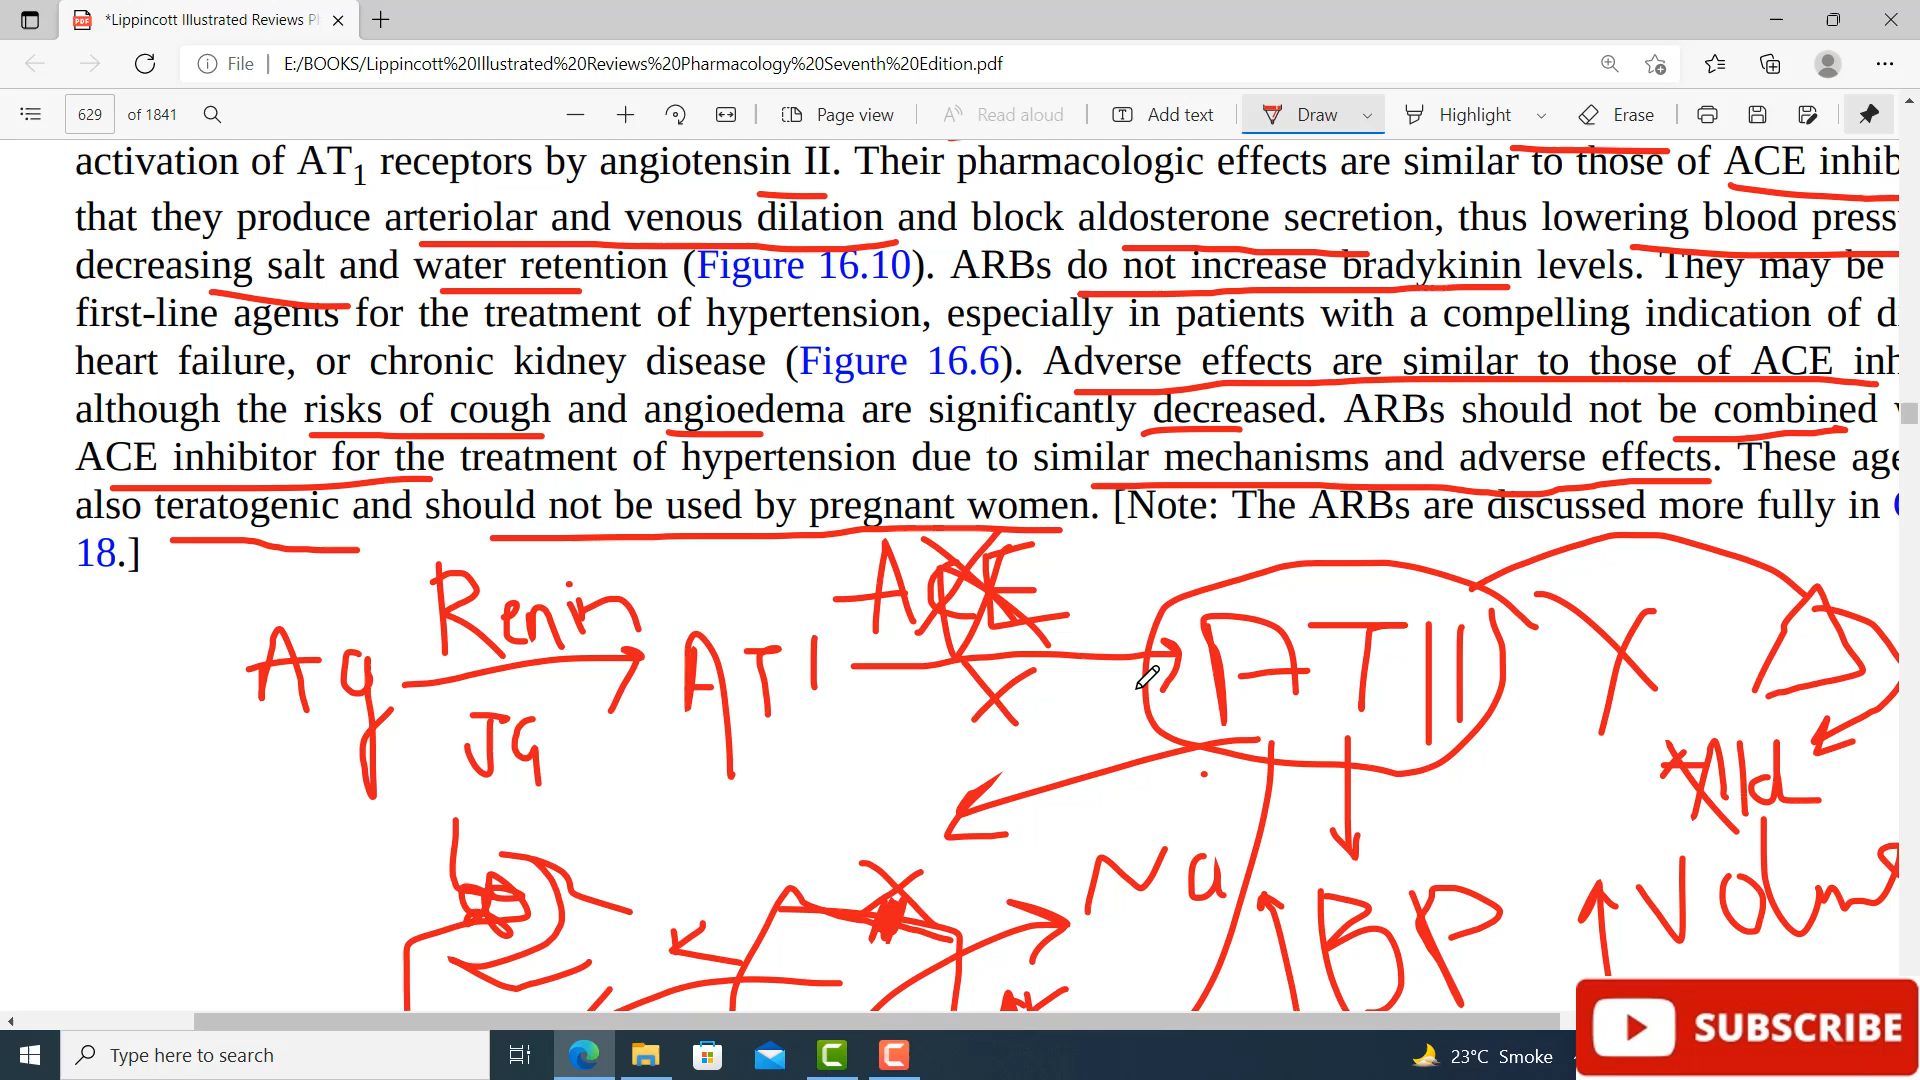 *Lippincott Illustrated Reviews P
File E:/BOOKS/Lippincott%20Illustrated%20Reviews%20Pharmacology%20Seventh%20Edition.pdf
629 of 1841 Page view Read aloud Add text Draw Highlight Erase
activation of AT1 receptors by angiotensin II. Their pharmacologic effects are similar to those of ACE inhib
that they produce arteriolar and venous dilation and block aldosterone secretion, thus lowering blood press
decreasing salt and water retention (Figure 16.10). ARBs do not increase bradykinin levels. They may be
first-line agents for the treatment of hypertension, especially in patients with a compelling indication of d
heart failure, or chronic kidney disease (Figure 16.6). Adverse effects are similar to those of ACE inh
although the risks of cough and angioedema are significantly decreased. ARBs should not be combined
ACE inhibitor for the treatment of hypertension due to similar mechanisms and adverse effects. These age
also teratogenic and should not be used by pregnant women. [Note: The ARBs are discussed more fully in
18.]
Renin ACE
Ag AT I AT II
JG
Ald
Na BP
SUBSCRIBE
Type here to search 23°C Smoke